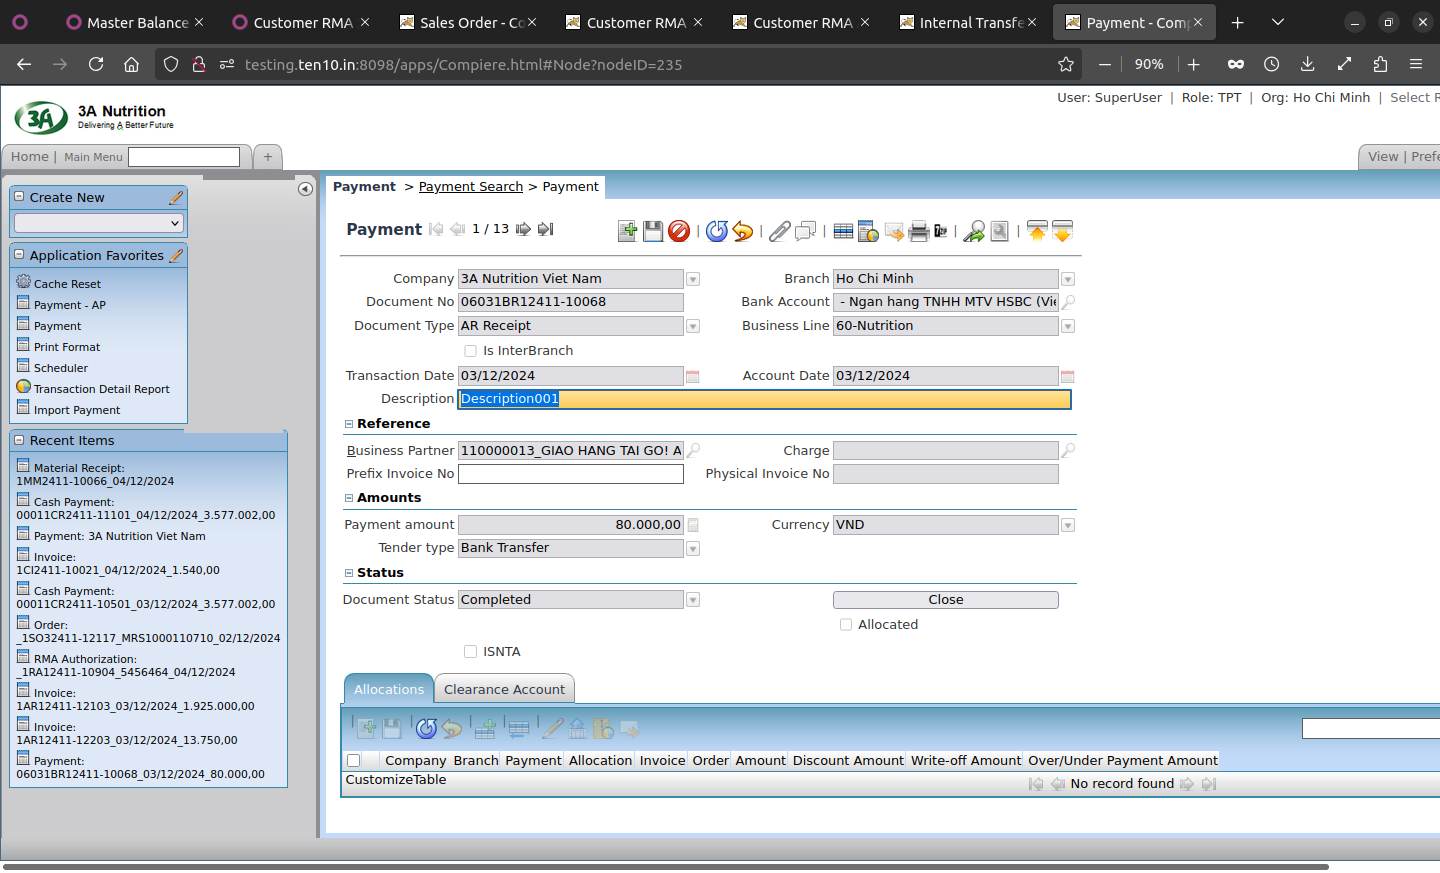 Master Balance
Customer RMA
Sales Order - Co
Customer RMA
Customer RMA
Internal Transfe
Payment - Comp
testing.ten10.in:8098/apps/Compiere.html#Node?nodeID=235
90%
User: SuperUser | Role: TPT | Org: Ho Chi Minh | Select R
3A
3A Nutrition
Delivering A Better Future
Home | Main Menu
+
View | Prefe
Create New
Application Favorites
Cache Reset
Payment - AP
Payment
Print Format
Scheduler
Transaction Detail Report
Import Payment
Recent Items
Material Receipt:
1MM2411-10066_04/12/2024
Cash Payment:
00011CR2411-11101_04/12/2024_3.577.002,00
Payment: 3A Nutrition Viet Nam
Invoice:
1CI2411-10021_04/12/2024_1.540,00
Cash Payment:
00011CR2411-10501_03/12/2024_3.577.002,00
Order:
_1SO32411-12117_MRS1000110710_02/12/2024
RMA Authorization:
_1RA12411-10904_5456464_04/12/2024
Invoice:
1AR12411-12103_03/12/2024_1.925.000,00
Invoice:
1AR12411-12203_03/12/2024_13.750,00
Payment:
06031BR12411-10068_03/12/2024_80.000,00
Payment > Payment Search > Payment
Payment 1 / 13
Company 3A Nutrition Viet Nam Branch Ho Chi Minh
Document No 06031BR12411-10068 Bank Account - Ngan hang TNHH MTV HSBC (Vie
Document Type AR Receipt Business Line 60-Nutrition
Is InterBranch
Transaction Date 03/12/2024 Account Date 03/12/2024
Description Description001
Reference
Business Partner 110000013_GIAO HANG TAI GO! A Charge
Prefix Invoice No Physical Invoice No
Amounts
Payment amount 80.000,00 Currency VND
Tender type Bank Transfer
Status
Document Status Completed Close
Allocated
ISNTA
Allocations Clearance Account
Company Branch Payment Allocation Invoice Order Amount Discount Amount Write-off Amount Over/Under Payment Amount
CustomizeTable
No record found